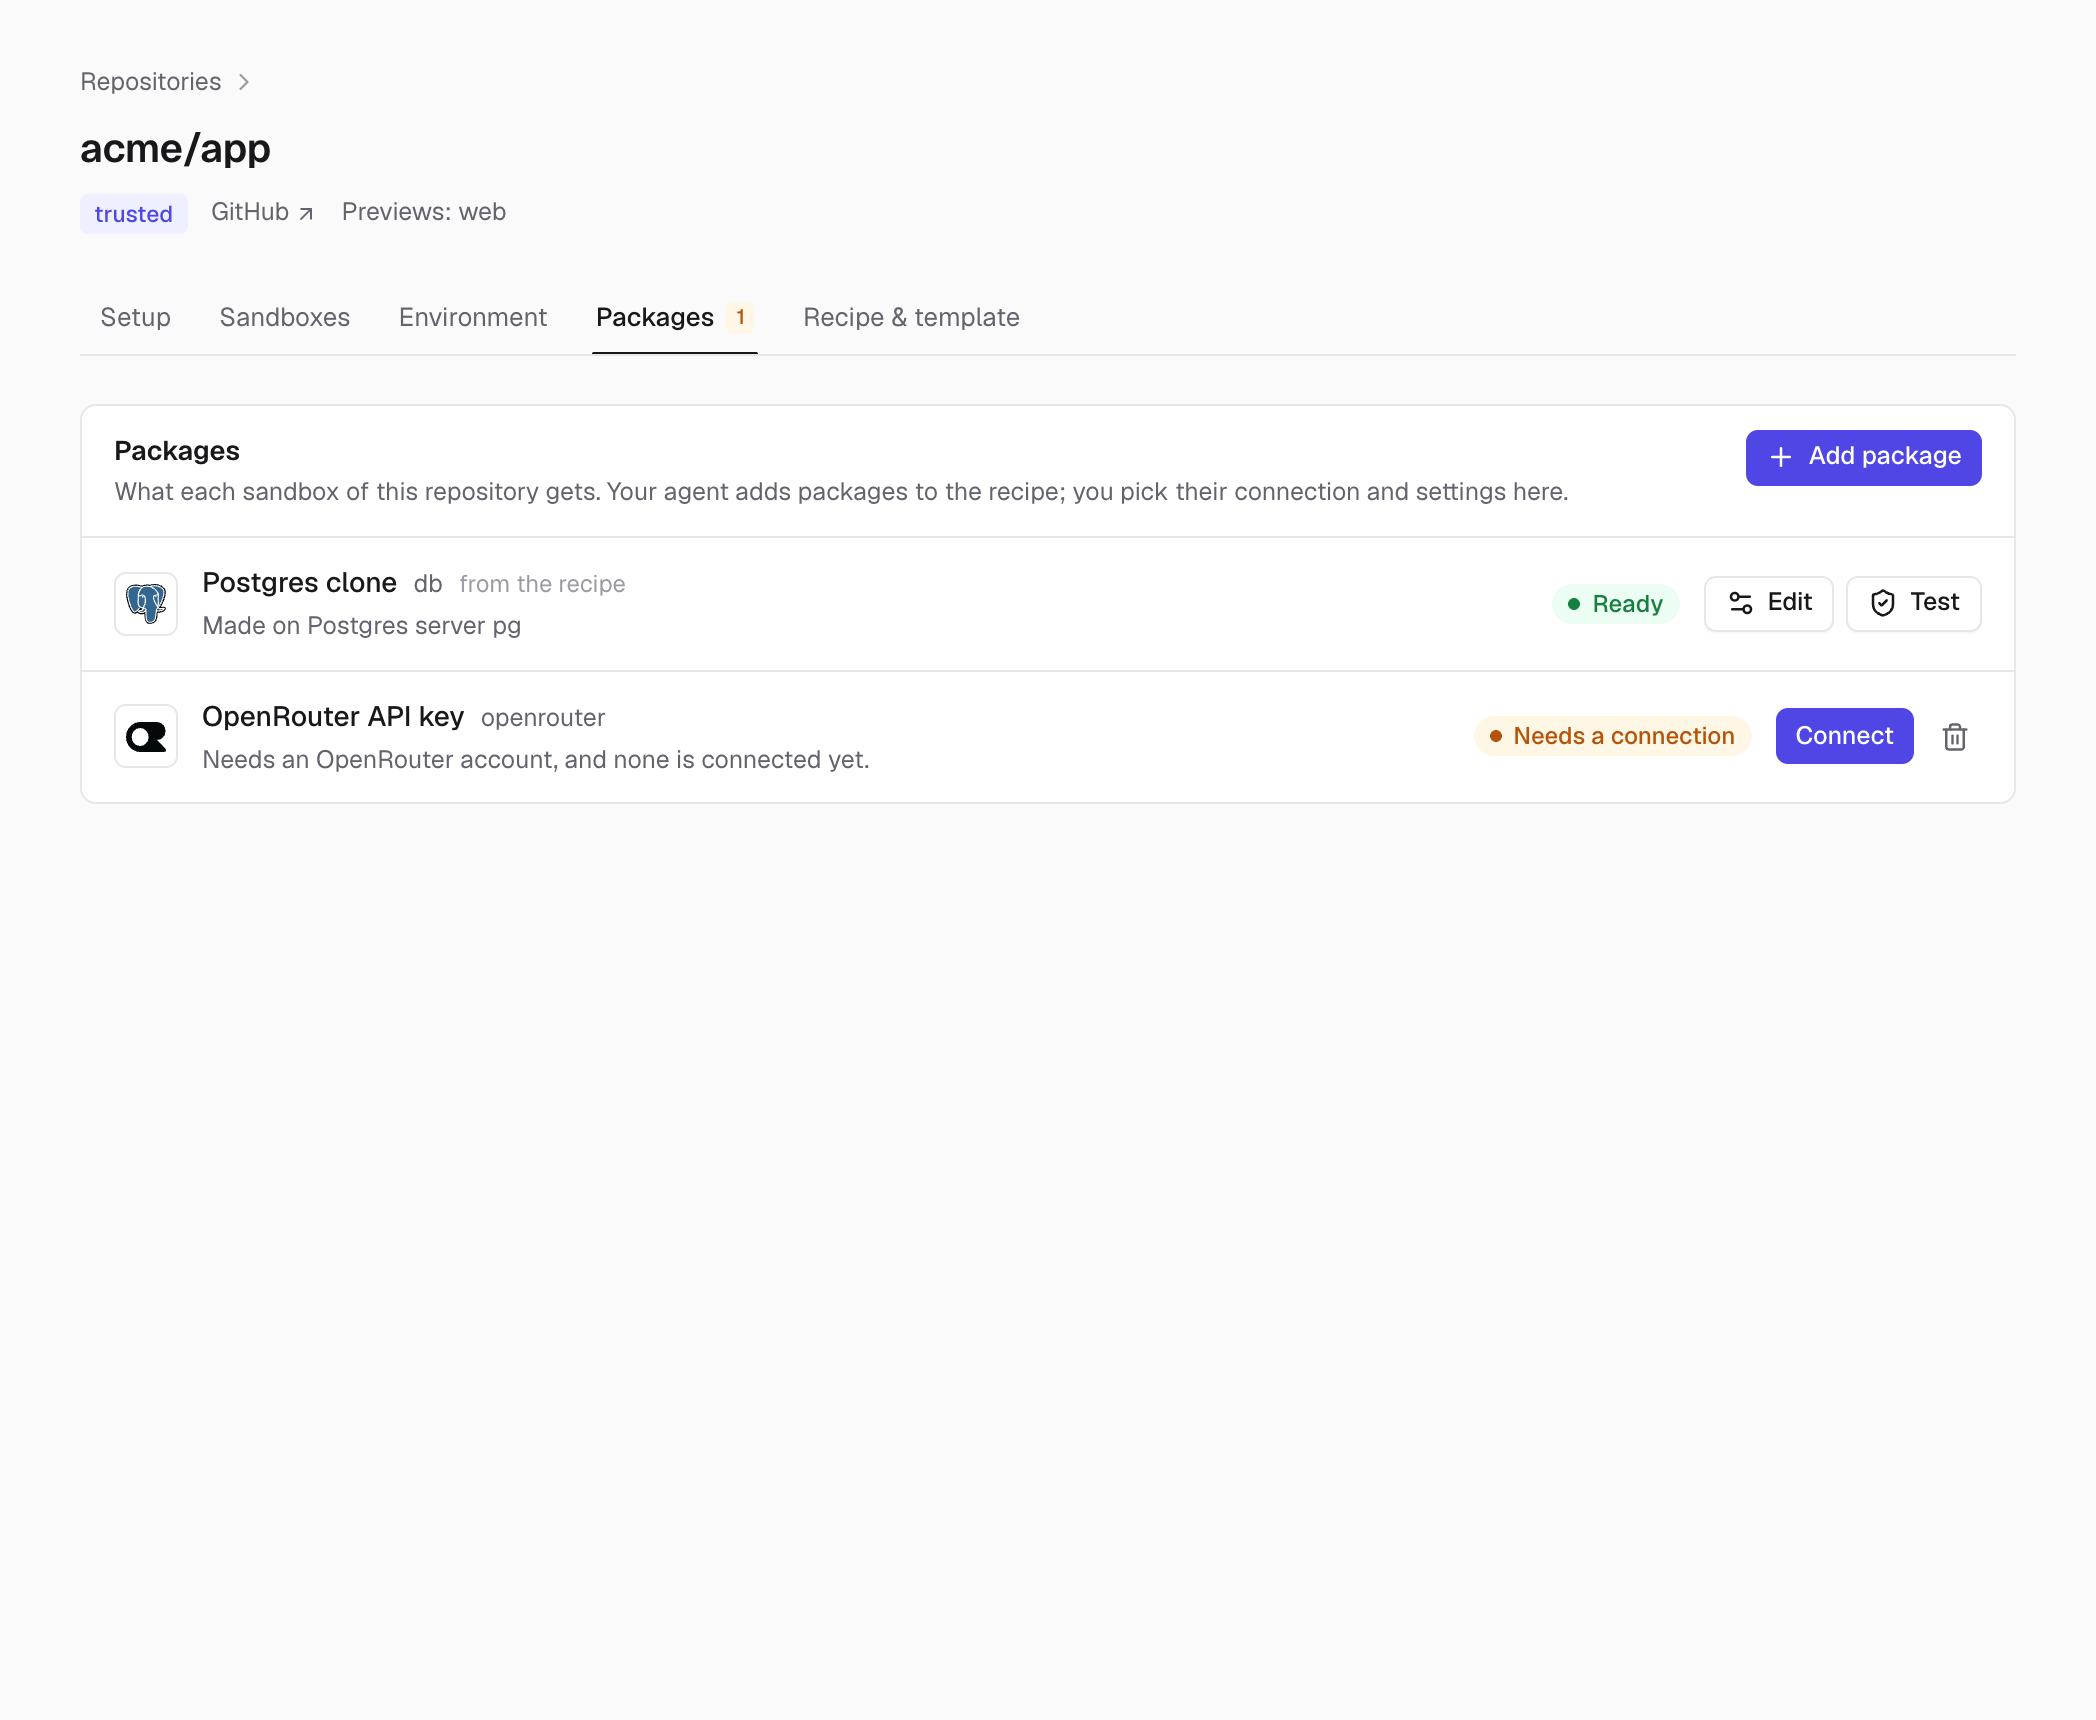 Repositories
acme/app
trusted GitHub Previews: web
Setup Sandboxes Environment Packages 1 Recipe & template
Packages
Add package
What each sandbox of this repository gets. Your agent adds packages to the recipe; you pick their connection and settings here.
Postgres clone db from the recipe
Made on Postgres server pg
Ready Edit Test
OpenRouter API key openrouter
Needs an OpenRouter account, and none is connected yet.
Needs a connection Connect